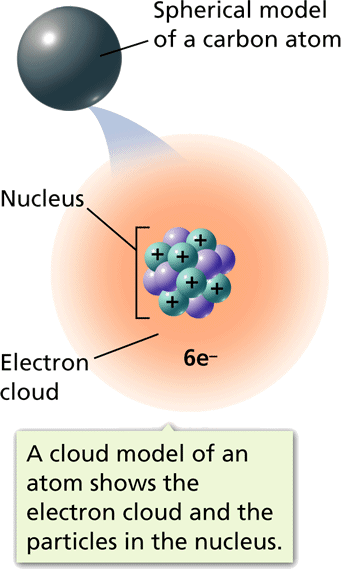 Spherical model
of a carbon atom
Nucleus
+
+
+
+
+
+
Electron
cloud
6e–
A cloud model of an
atom shows the
electron cloud and the
particles in the nucleus.